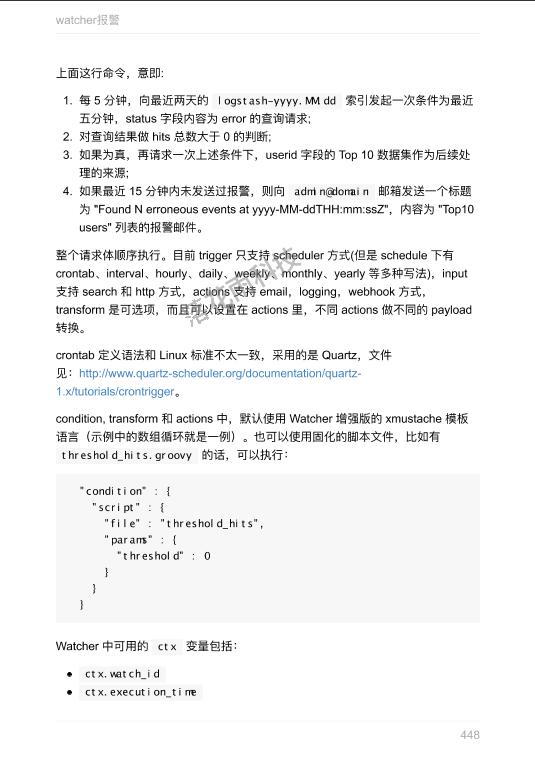 watcher报警
上面这行命令，意即:
1. 每 5 分钟，向最近两天的 logstash-yyyy.MM.dd 索引发起一次条件为最近
五分钟，status 字段内容为 error 的查询请求;
2. 对查询结果做 hits 总数大于 0 的判断;
3. 如果为真，再请求一次上述条件下，userid 字段的 Top 10 数据集作为后续处
理的来源;
4. 如果最近 15 分钟内未发送过报警，则向 admin@domain 邮箱发送一个标题
为 "Found N erroneous events at yyyy-MM-ddTHH:mm:ssZ"，内容为 "Top10
users" 列表的报警邮件。
整个请求体顺序执行。目前 trigger 只支持 scheduler 方式(但是 schedule 下有
crontab、interval、hourly、daily、weekly、monthly、yearly 等多种写法)，input
支持 search 和 http 方式，actions 支持 email，logging，webhook 方式，
transform 是可选项，而且可以设置在 actions 里，不同 actions 做不同的 payload
转换。
crontab 定义语法和 Linux 标准不太一致，采用的是 Quartz，文件
见：http://www.quartz-scheduler.org/documentation/quartz-
1.x/tutorials/crontrigger。
condition, transform 和 actions 中，默认使用 Watcher 增强版的 xmustache 模板
语言（示例中的数组循环就是一例）。也可以使用固化的脚本文件，比如有
threshold_hits.groovy 的话，可以执行：
"condition" : {
"script" : {
"file" : "threshold_hits",
"params" : {
"threshold" : 0
}
}
}
Watcher 中可用的 ctx 变量包括：
● ctx.watch_id
● ctx.execution_time
448